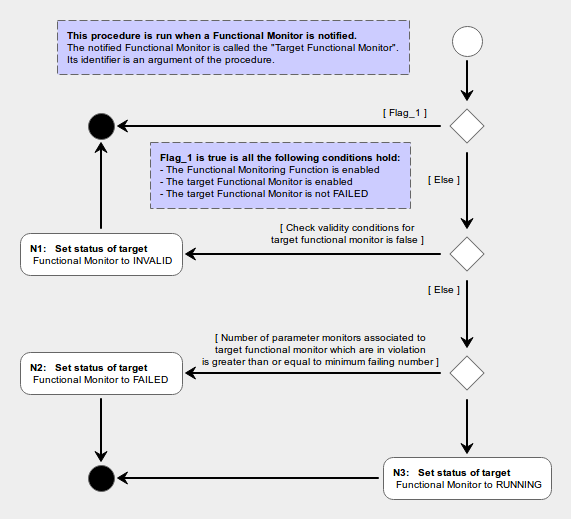 This procedure is run when a Functional Monitor is notified.
The notified Functional Monitor is called the "Target Functional Monitor".
Its identifier is an argument of the procedure.
[ Flag_1 ]
Flag_1 is true is all the following conditions hold:
- The Functional Monitoring Function is enabled
- The target Functional Monitor is enabled
- The target Functional Monitor is not FAILED
[ Else ]
[ Check validity conditions for
target functional monitor is false ]
N1: Set status of target
Functional Monitor to INVALID
[ Else ]
[ Number of parameter monitors associated to
target functional monitor which are in violation
is greater than or equal to minimum failing number ]
N2: Set status of target
Functional Monitor to FAILED
N3: Set status of target
Functional Monitor to RUNNING